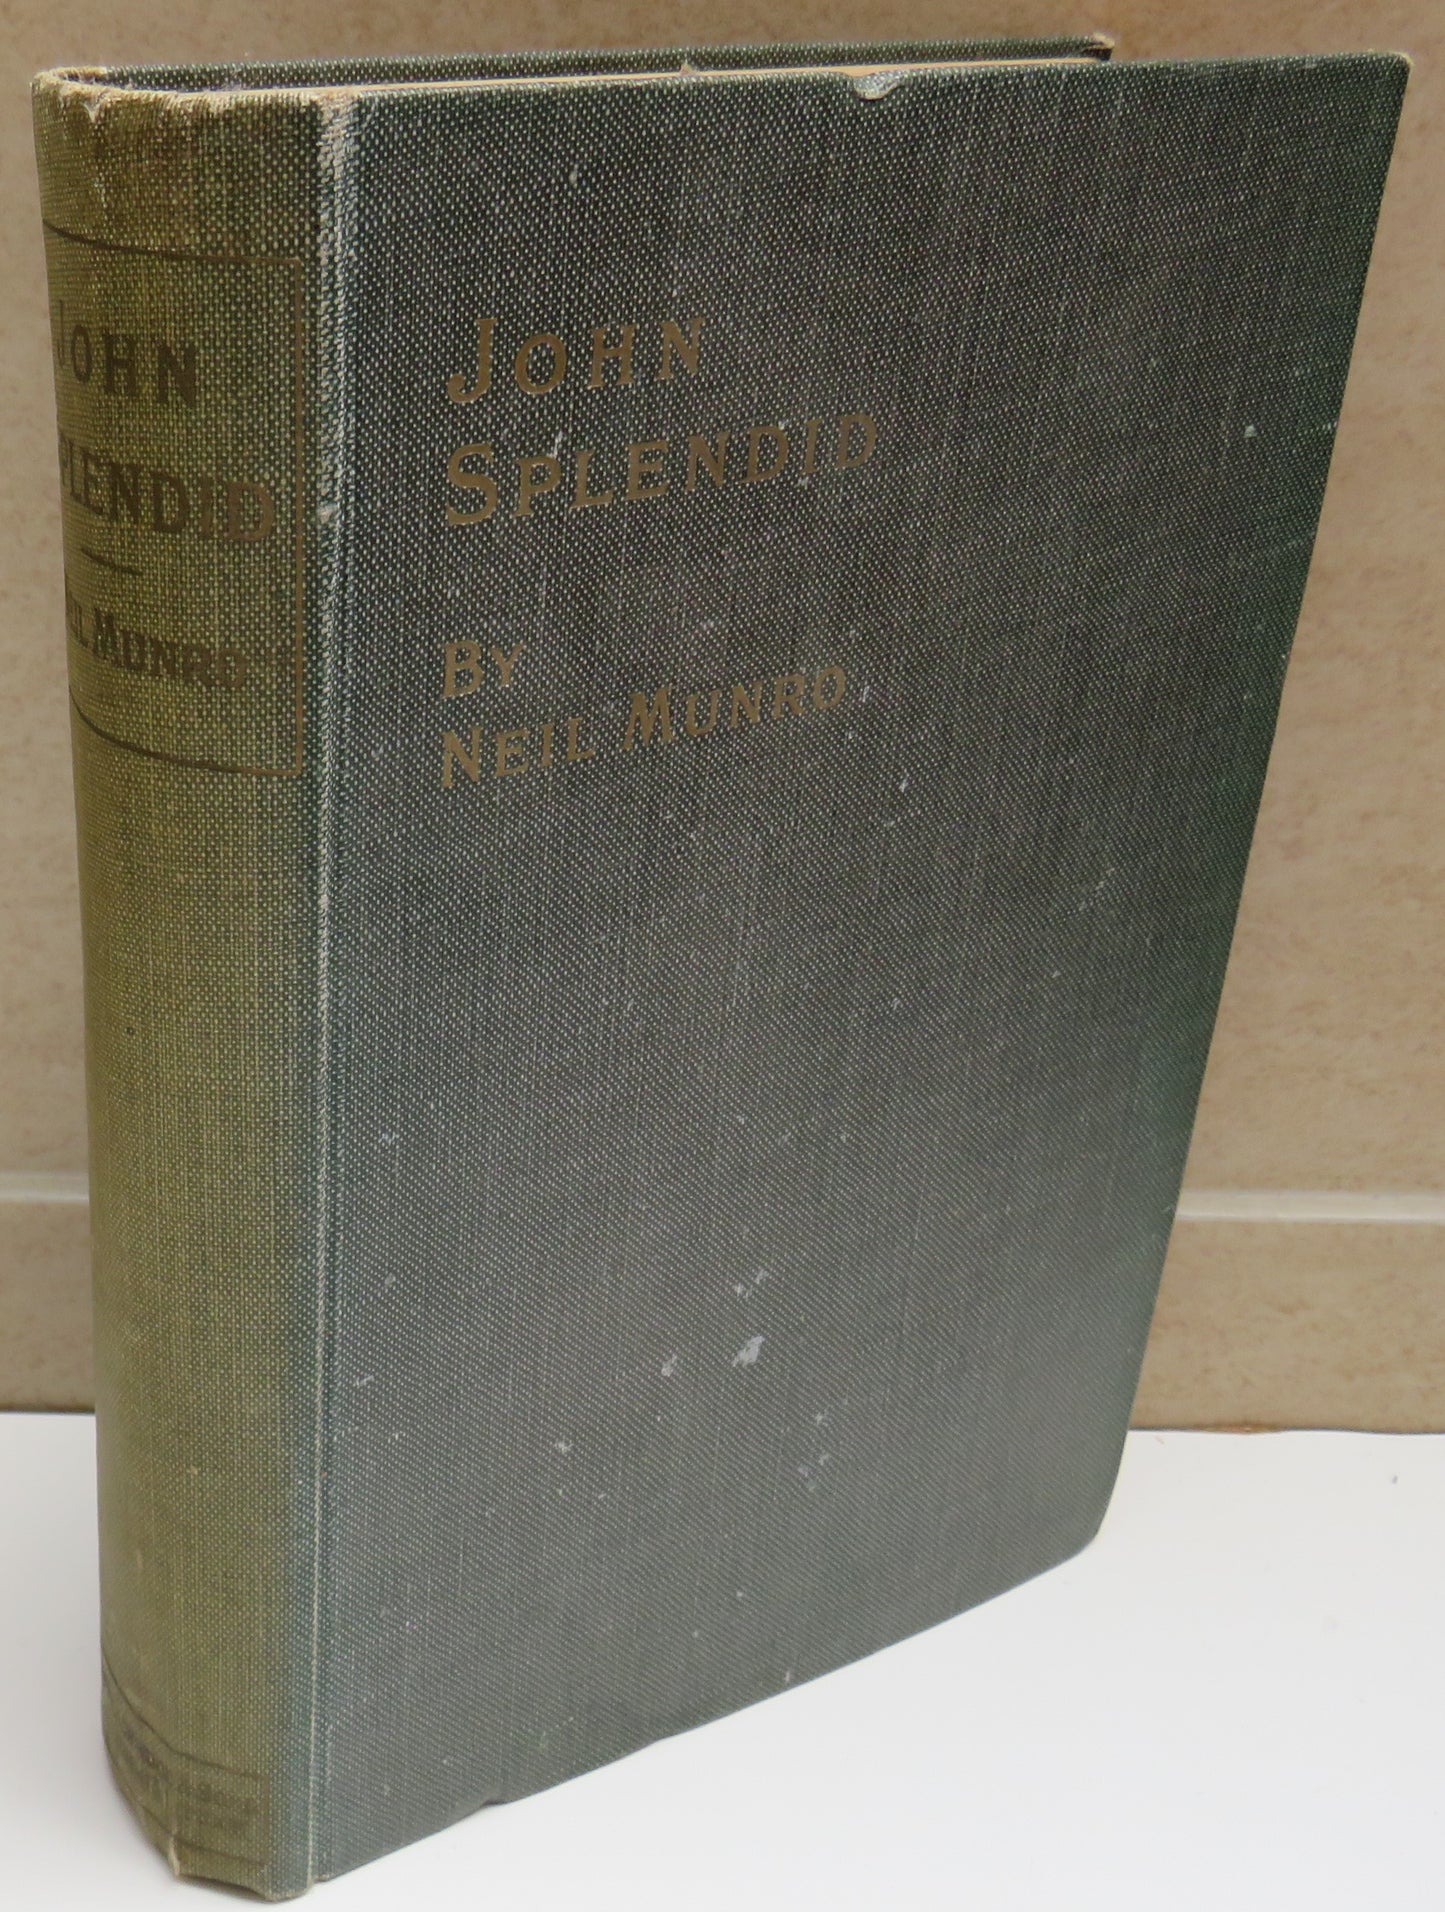 JOHN
SPLENDID
NEIL MUNRO
JOHN
SPLENDID
BY
NEIL MUNRO